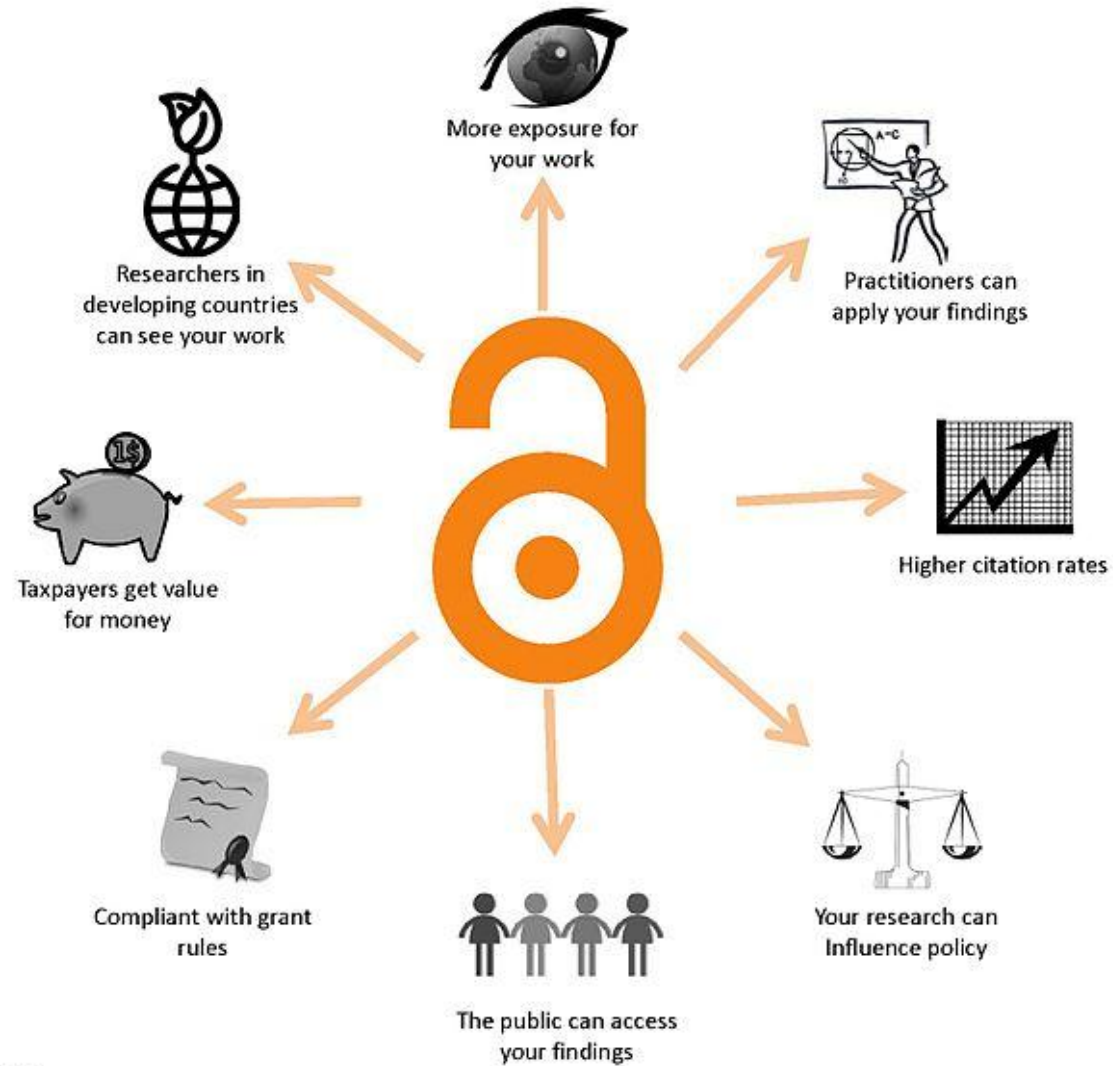 More exposure for
your work
A=C
Practitioners can
apply your findings
Researchers in
developing countries
can see your work
1$
Higher citation rates
Taxpayers get value
for money
Compliant with grant
rules
Your research can
Influence policy
The public can access
your findings